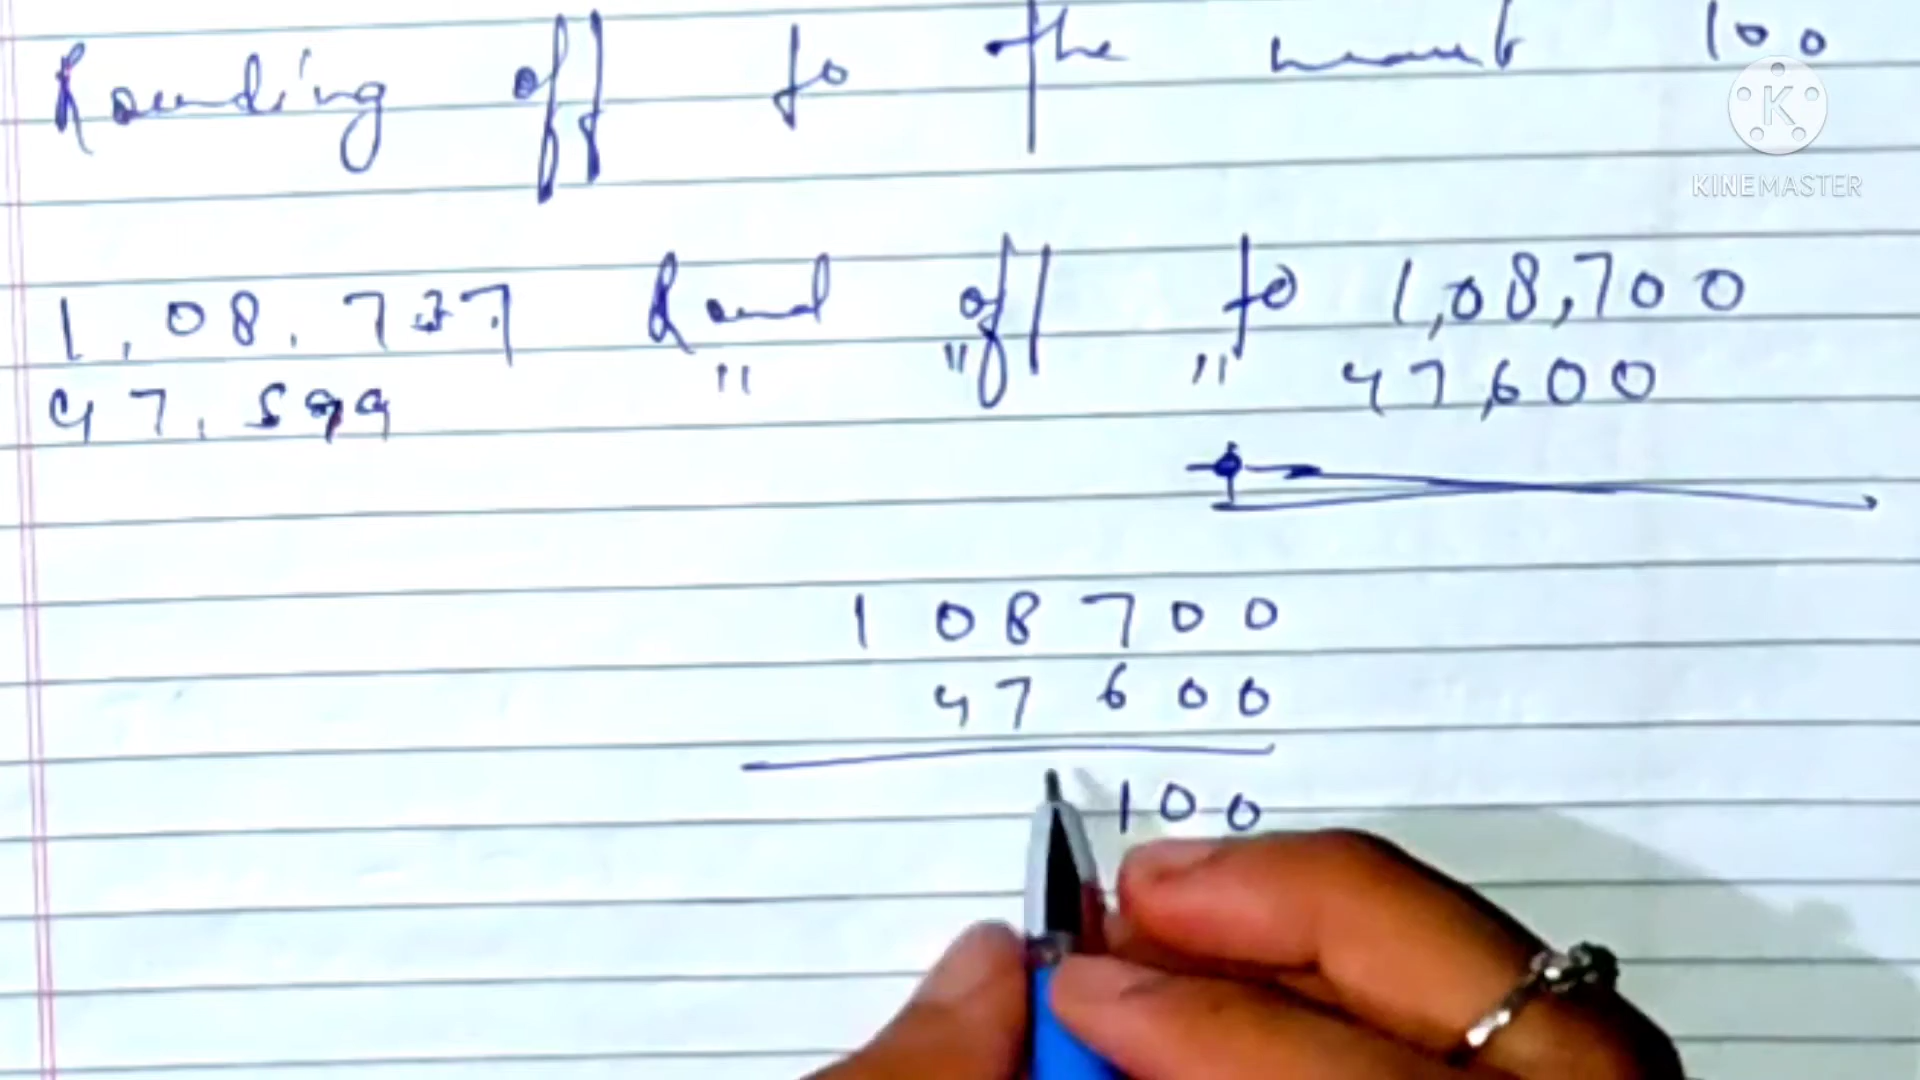 Rounding off to the nearest 100
KINEMASTER
1,08,737 Round off to 1,08,700
47,599 " " " 47,600
108700
47600
100